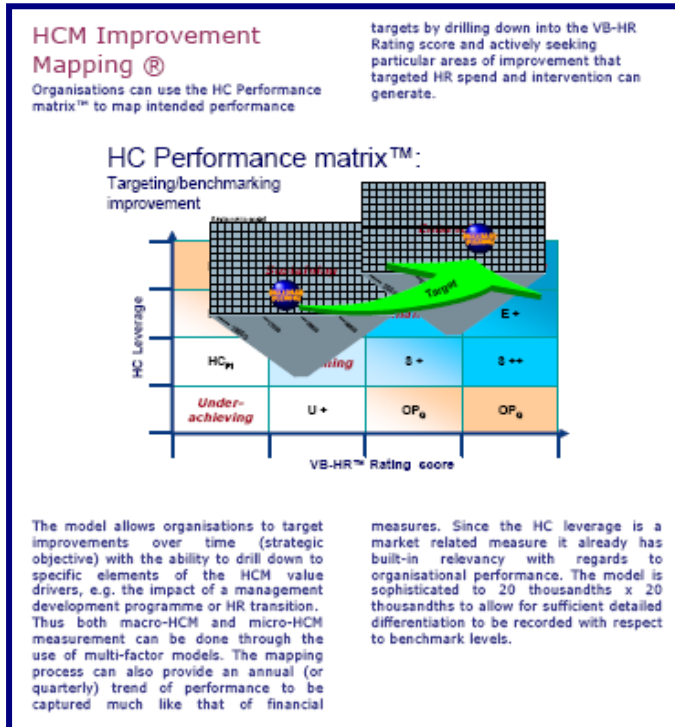 HCM Improvement
Mapping ®
Organisations can use the HC Performance
matrix™ to map intended performance
targets by drilling down into the VB-HR
Rating score and actively seeking
particular areas of improvement that
targeted HR spend and intervention can
generate.
HC Performance matrix™:
Targeting/benchmarking
improvement
Target
E +
HC Leverage
HCPI
S +
S ++
Under-
achieving
U +
OPQ
OPQ
VB-HR™ Rating score
The model allows organisations to target
improvements over time (strategic
objective) with the ability to drill down to
specific elements of the HCM value
drivers, e.g. the impact of a management
development programme or HR transition.
Thus both macro-HCM and micro-HCM
measurement can be done through the
use of multi-factor models. The mapping
process can also provide an annual (or
quarterly) trend of performance to be
captured much like that of financial
measures. Since the HC leverage is a
market related measure it already has
built-in relevancy with regards to
organisational performance. The model is
sophisticated to 20 thousandths x 20
thousandths to allow for sufficient detailed
differentiation to be recorded with respect
to benchmark levels.